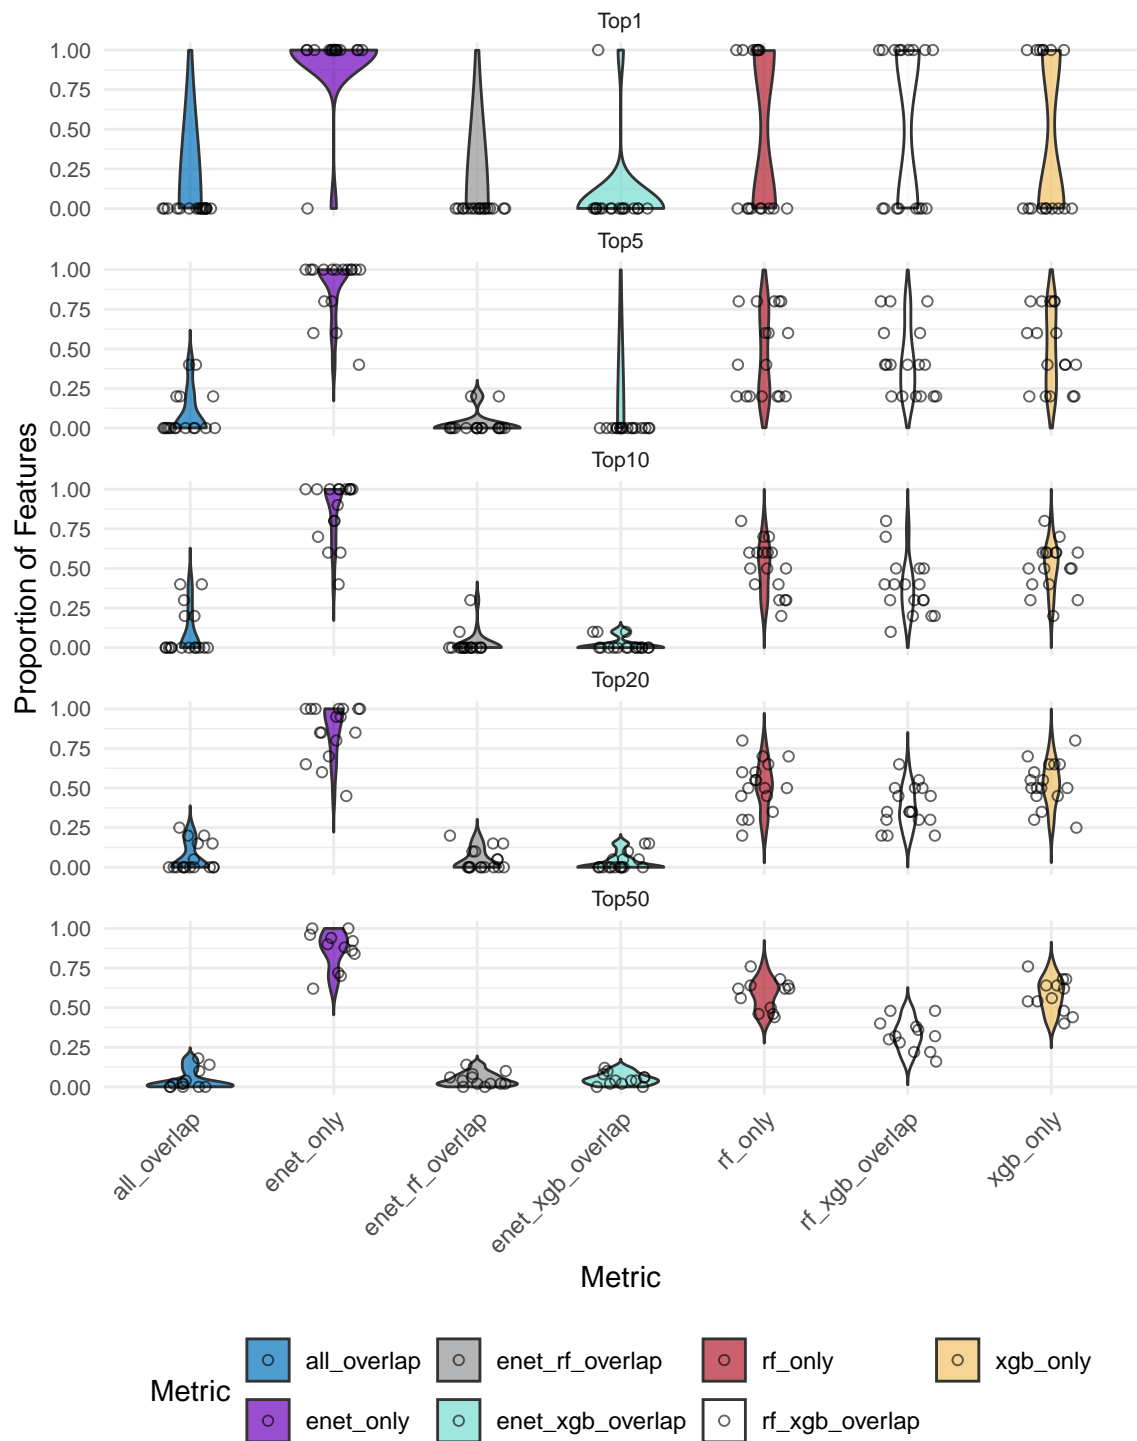 Top1
1.00
0.75
0.50
0.25
0.00
Top5
1.00
0.75
0.50
0.25
0.00
Top10
1.00
0.75
0.50
0.25
0.00
Top20
1.00
0.75
0.50
0.25
0.00
Top50
1.00
0.75
0.50
0.25
0.00
Proportion of Features
all_overlap
enet_only
enet_rf_overlap
enet_xgb_overlap
rf_only
rf_xgb_overlap
xgb_only
Metric
Metric
all_overlap
enet_rf_overlap
rf_only
xgb_only
enet_only
enet_xgb_overlap
rf_xgb_overlap